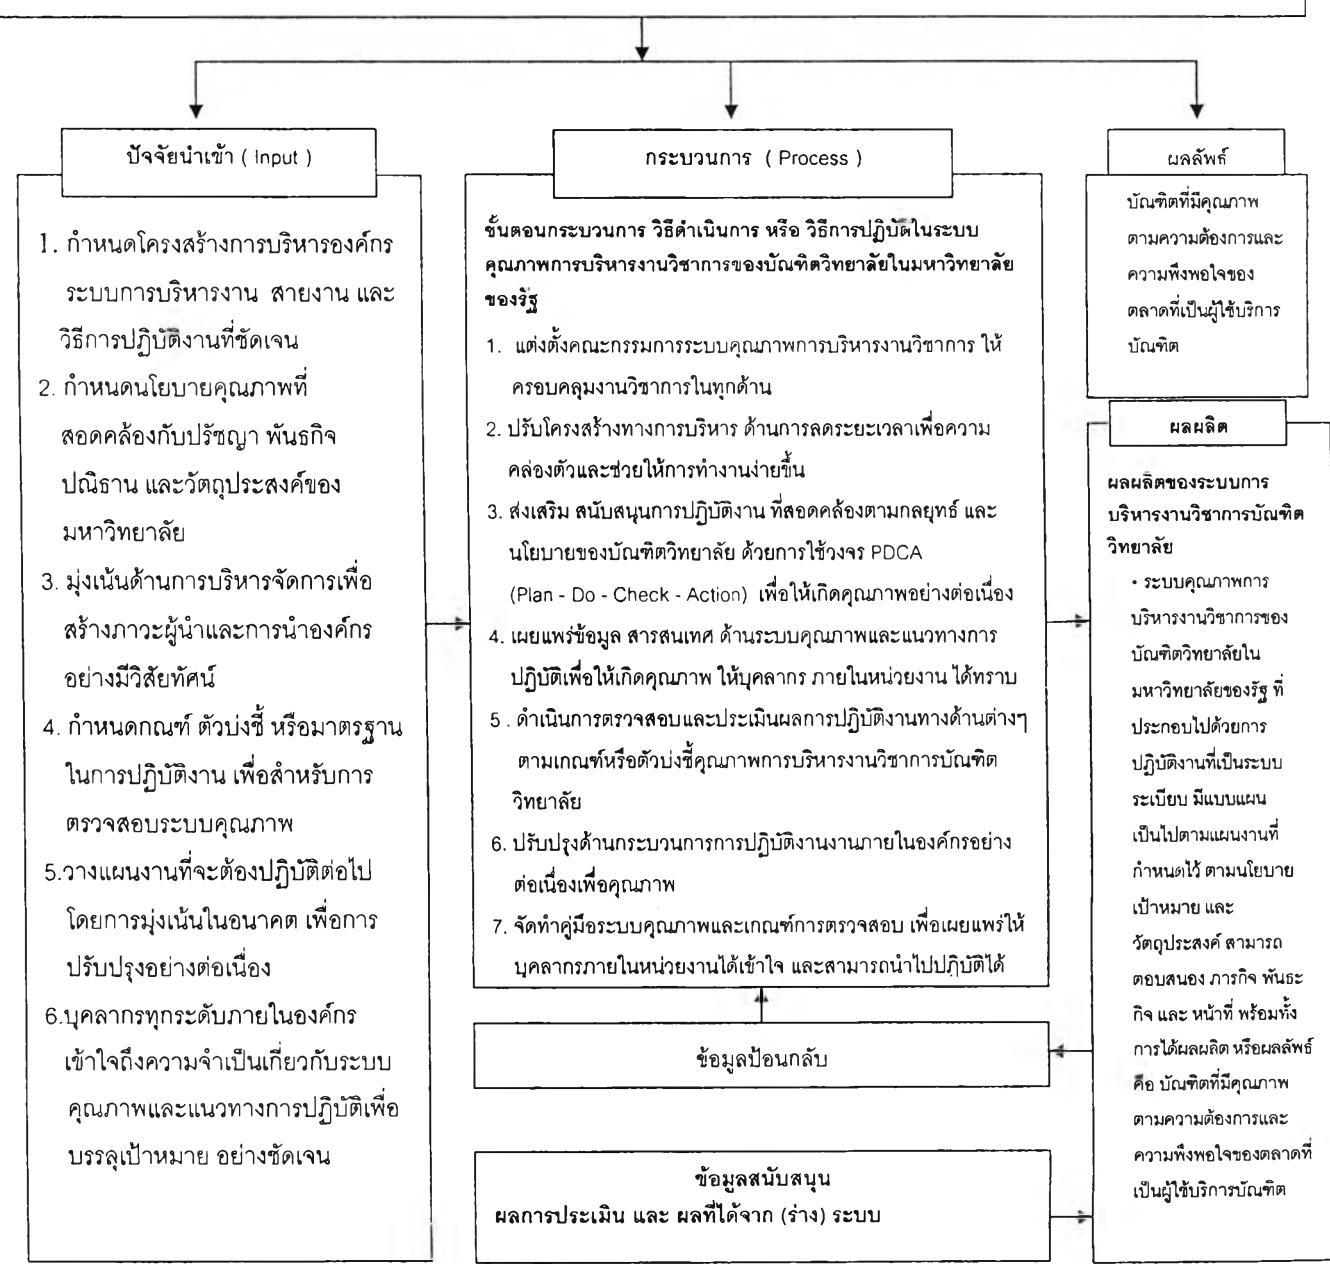 ปัจจัยนำเข้า ( Input )
1. กำหนดโครงสร้างการบริหารองค์กร
ระบบการบริหารงาน สายงาน และ
วิธีการปฏิบัติงานที่ชัดเจน
2. กำหนดนโยบายคุณภาพที่
สอดคล้องกับปรัชญา พันธกิจ
ปณิธาน และวัตถุประสงค์ของ
มหาวิทยาลัย
3. มุ่งเน้นด้านการบริหารจัดการเพื่อ
สร้างภาวะผู้นำและการนำองค์กร
อย่างมีวิสัยทัศน์
4. กำหนดกณฑ์ ตัวบ่งชี้ หรือมาตรฐาน
ในการปฏิบัติงาน เพื่อสำหรับการ
ตรวจสอบระบบคุณภาพ
5.วางแผนงานที่จะต้องปฏิบัติต่อไป
โดยการมุ่งเน้นในอนาคต เพื่อการ
ปรับปรุงอย่างต่อเนื่อง
6.บุคลากรทุกระดับภายในองค์กร
เข้าใจถึงความจำเป็นเกี่ยวกับระบบ
คุณภาพและแนวทางการปฏิบัติเพื่อ
บรรลุเป้าหมาย อย่างชัดเจน
กระบวนการ ( Process )
ขั้นตอนกระบวนการ วิธีดำเนินการ หรือ วิธีการปฏิบัติในระบบ
คุณภาพการบริหารงานวิชาการของบัณฑิตวิทยาลัยในมหาวิทยาลัย
ของรัฐ
1. แต่งตั้งคณะกรรมการระบบคุณภาพการบริหารงานวิชาการ ให้
ครอบคลุมงานวิชาการในทุกด้าน
2. ปรับโครงสร้างทางการบริหาร ด้านการลดระยะเวลาเพื่อความ
คล่องตัวและช่วยให้การทำงานง่ายขึ้น
3. ส่งเสริม สนับสนุนการปฏิบัติงาน ที่สอดคล้องตามกลยุทธ์ และ
นโยบายของบัณฑิตวิทยาลัย ด้วยการใช้วงจร PDCA
(Plan - Do - Check - Action) เพื่อให้เกิดคุณภาพอย่างต่อเนื่อง
4. เผยแพร่ข้อมูล สารสนเทศ ด้านระบบคุณภาพและแนวทางการ
ปฏิบัติเพื่อให้เกิดคุณภาพ ให้บุคลากร ภายในหน่วยงาน ได้ทราบ
5 . ดำเนินการตรวจสอบและประเมินผลการปฏิบัติงานทางด้านต่างๆ
ตามเกณฑ์หรือตัวบ่งชี้คุณภาพการบริหารงานวิชาการบัณฑิต
วิทยาลัย
6. ปรับปรุงด้านกระบวนการการปฏิบัติงานงานภายในองค์กรอย่าง
ต่อเนื่องเพื่อคุณภาพ
7. จัดทำคู่มือระบบคุณภาพและเกณฑ์การตรวจสอบ เพื่อเผยแพร่ให้
บุคลากรภายในหน่วยงานได้เข้าใจ และสามารถนำไปปฏิบัติได้
ข้อมูลป้อนกลับ
ข้อมูลสนับสนุน
ผลการประเมิน และ ผลที่ได้จาก (ร่าง) ระบบ
ผลลัพธ์
บัณฑิตที่มีคุณภาพ
ตามความต้องการและ
ความพึงพอใจของ
ตลาดที่เป็นผู้ใช้บริการ
บัณฑิต
ผลผลิต
ผลผลิตของระบบการ
บริหารงานวิชาการบัณฑิต
วิทยาลัย
• ระบบคุณภาพการ
บริหารงานวิชาการของ
บัณฑิตวิทยาลัยใน
มหาวิทยาลัยของรัฐ ที่
ประกอบไปด้วยการ
ปฏิบัติงานที่เป็นระบบ
ระเบียบ มีแบบแผน
เป็นไปตามแผนงานที่
กำหนดไว้ ตามนโยบาย
เป้าหมาย และ
วัตถุประสงค์ สามารถ
ตอบสนอง ภารกิจ พันธะ
กิจ และ หน้าที่ พร้อมทั้ง
การได้ผลผลิต หรือผลลัพธ์
คือ บัณฑิตที่มีคุณภาพ
ตามความต้องการและ
ความพึงพอใจของตลาดที่
เป็นผู้ใช้บริการบัณฑิต